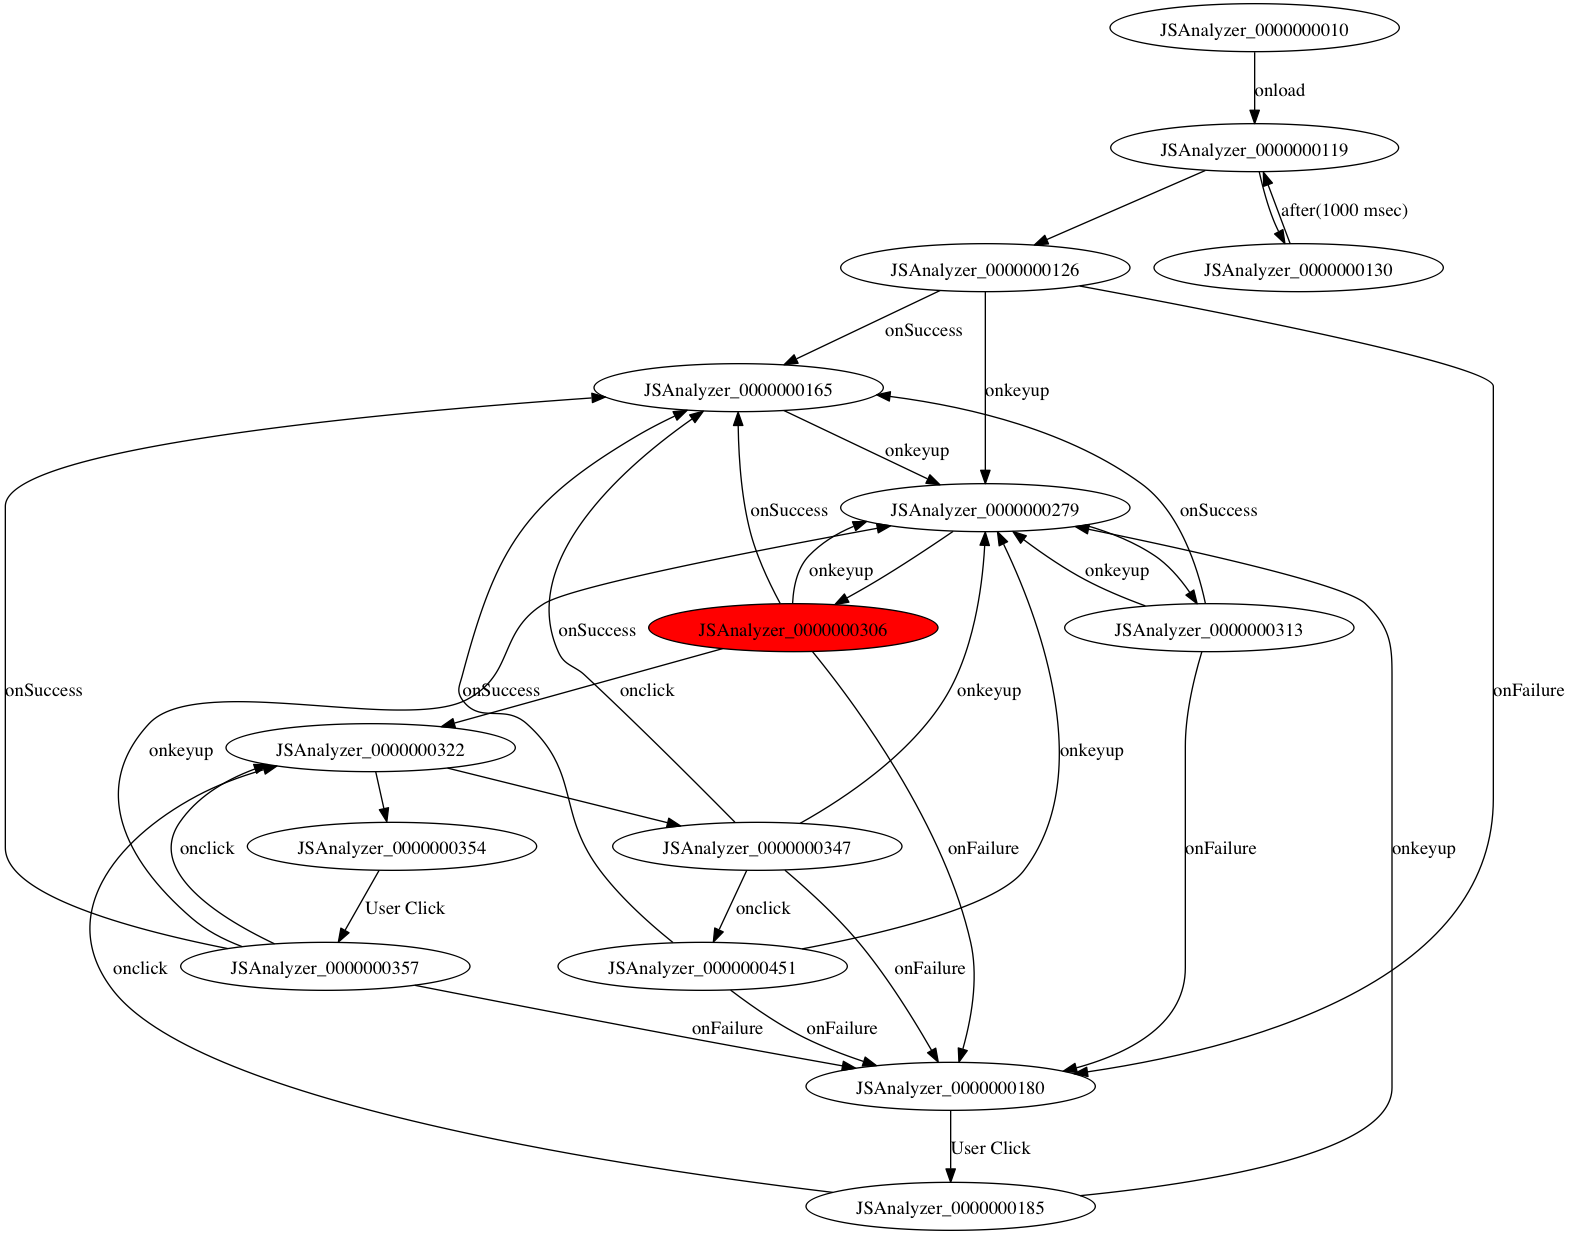 JSAnalyzer_0000000010
onload
JSAnalyzer_0000000119
after(1000 msec)
JSAnalyzer_0000000126
JSAnalyzer_0000000130
onSuccess
JSAnalyzer_0000000165
onkeyup
onkeyup
JSAnalyzer_0000000279
onSuccess
onSuccess
onkeyup
onkeyup
JSAnalyzer_0000000306
JSAnalyzer_0000000313
onSuccess
onSuccess
onSuccess
onclick
onkeyup
onFailure
JSAnalyzer_0000000322
onkeyup
onkeyup
JSAnalyzer_0000000354
JSAnalyzer_0000000347
onclick
onFailure
onFailure
onkeyup
User Click
onclick
JSAnalyzer_0000000357
JSAnalyzer_0000000451
onclick
onFailure
onFailure
onFailure
JSAnalyzer_0000000180
User Click
JSAnalyzer_0000000185